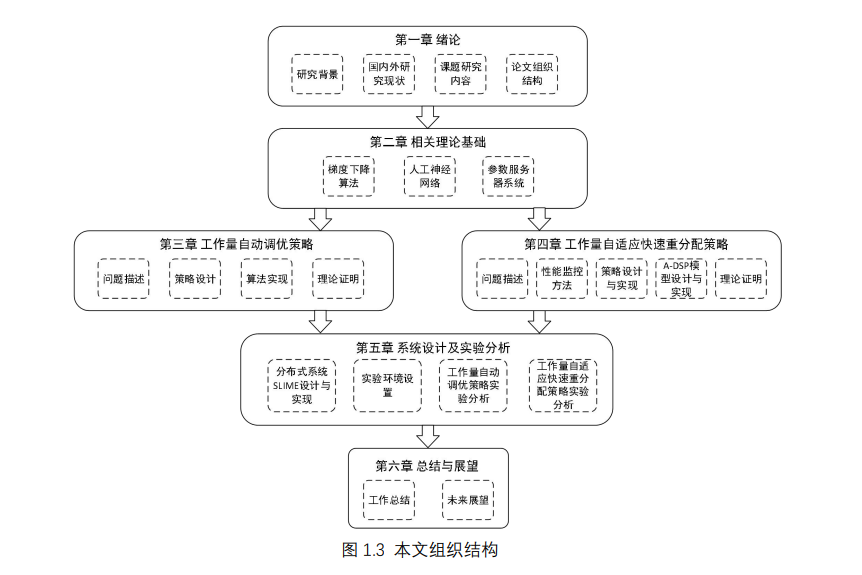 第一章 绪论
研究背景
国内外研
究现状
课题研究
内容
论文组织
结构
第二章 相关理论基础
梯度下降
算法
人工神经
网络
参数服务
器系统
第三章 工作量自动调优策略
问题描述
策略设计
算法实现
理论证明
第四章 工作量自适应快速重分配策略
问题描述
性能监控
方法
策略设计
与实现
A-DSP模
型设计与
实现
理论证明
第五章 系统设计及实验分析
分布式系统
SLIME设计与
实现
实验环境设
置
工作量自动
调优策略实
验分析
工作量自适
应快速重分
配策略实验
分析
第六章 总结与展望
工作总结
未来展望
图 1.3 本文组织结构